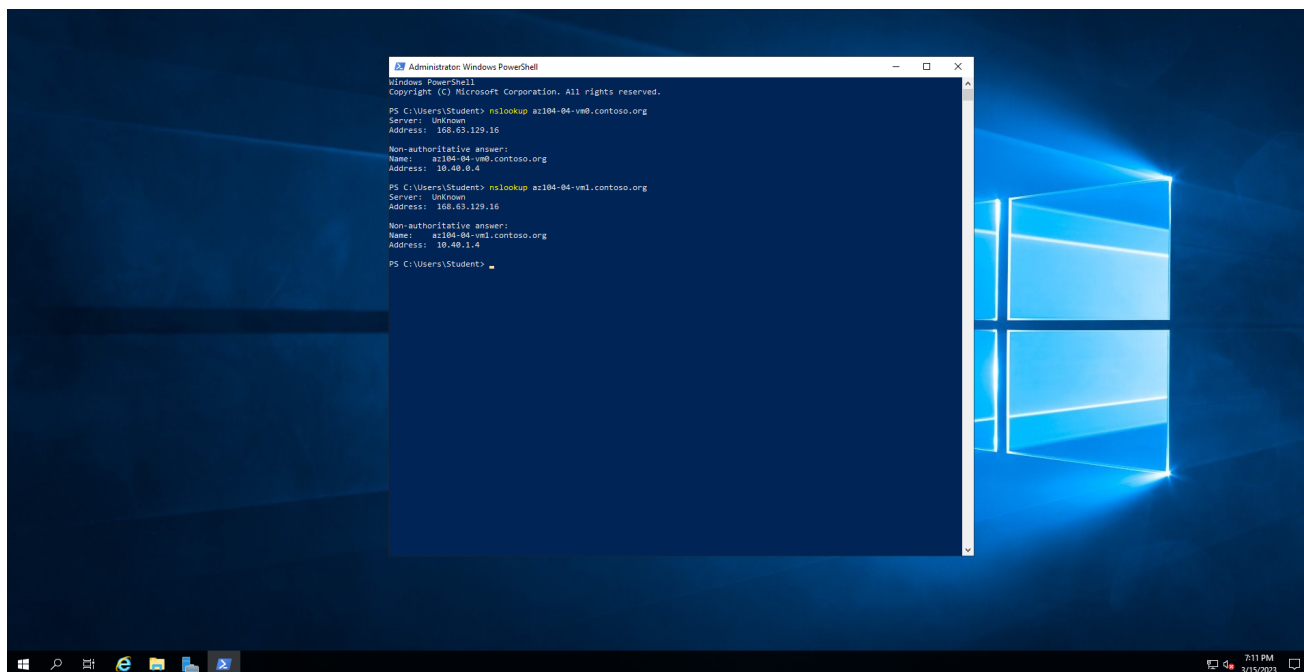 Administrator: Windows PowerShell
Windows PowerShell
Copyright (C) Microsoft Corporation. All rights reserved.
PS C:\Users\Student> nslookup az104-04-vm0.contoso.org
Server:  UnKnown
Address:  168.63.129.16
Non-authoritative answer:
Name:    az104-04-vm0.contoso.org
Address:  10.40.0.4
PS C:\Users\Student> nslookup az104-04-vm1.contoso.org
Server:  UnKnown
Address:  168.63.129.16
Non-authoritative answer:
Name:    az104-04-vm1.contoso.org
Address:  10.40.1.4
PS C:\Users\Student>
7:11 PM
3/15/2023